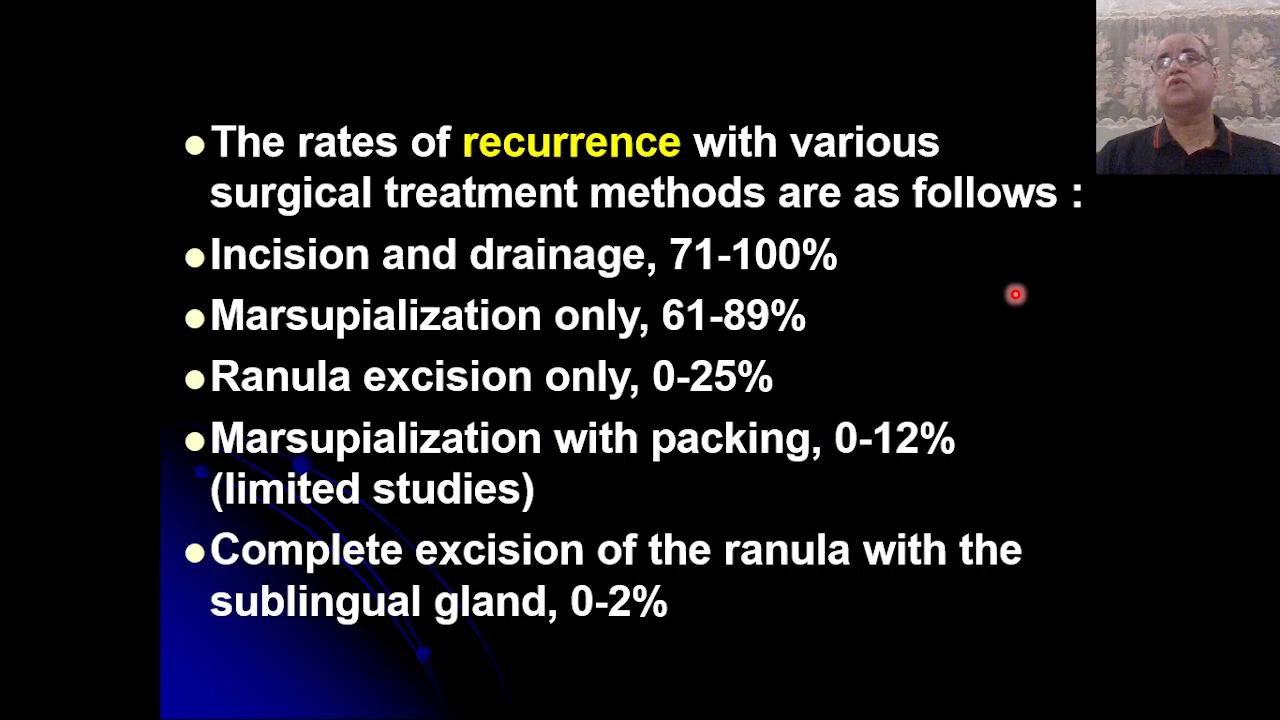 The rates of recurrence with various
surgical treatment methods are as follows :
Incision and drainage, 71-100%
Marsupialization only, 61-89%
Ranula excision only, 0-25%
Marsupialization with packing, 0-12%
(limited studies)
Complete excision of the ranula with the
sublingual gland, 0-2%